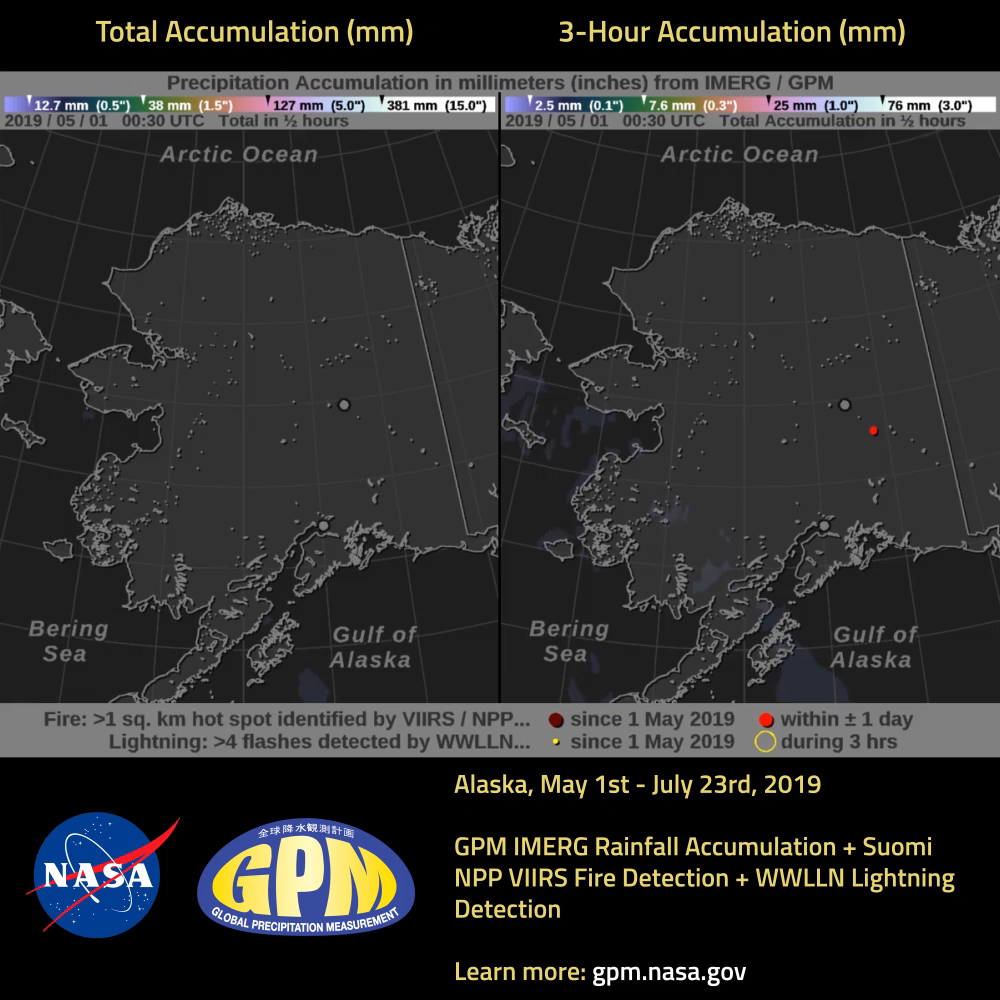 Total Accumulation (mm)
3-Hour Accumulation (mm)
Precipitation Accumulation in millimeters (inches) from IMERG / GPM
12.7 mm (0.5") 38 mm (1.5") 127 mm (5.0") 381 mm (15.0")
2019 / 05 / 01 00:30 UTC Total in ½ hours
2.5 mm (0.1") 7.6 mm (0.3") 25 mm (1.0") 76 mm (3.0")
2019 / 05 / 01 00:30 UTC Total Accumulation in ½ hours
Arctic Ocean
Arctic Ocean
Bering
Sea
Gulf of
Alaska
Bering
Sea
Gulf of
Alaska
Fire: >1 sq. km hot spot identified by VIIRS / NPP... since 1 May 2019 within ± 1 day
Lightning: >4 flashes detected by WWLLN... since 1 May 2019 during 3 hrs
NASA
全球降水観測計画
GPM
GLOBAL PRECIPITATION MEASUREMENT
Alaska, May 1st - July 23rd, 2019
GPM IMERG Rainfall Accumulation + Suomi
NPP VIIRS Fire Detection + WWLLN Lightning
Detection
Learn more: gpm.nasa.gov